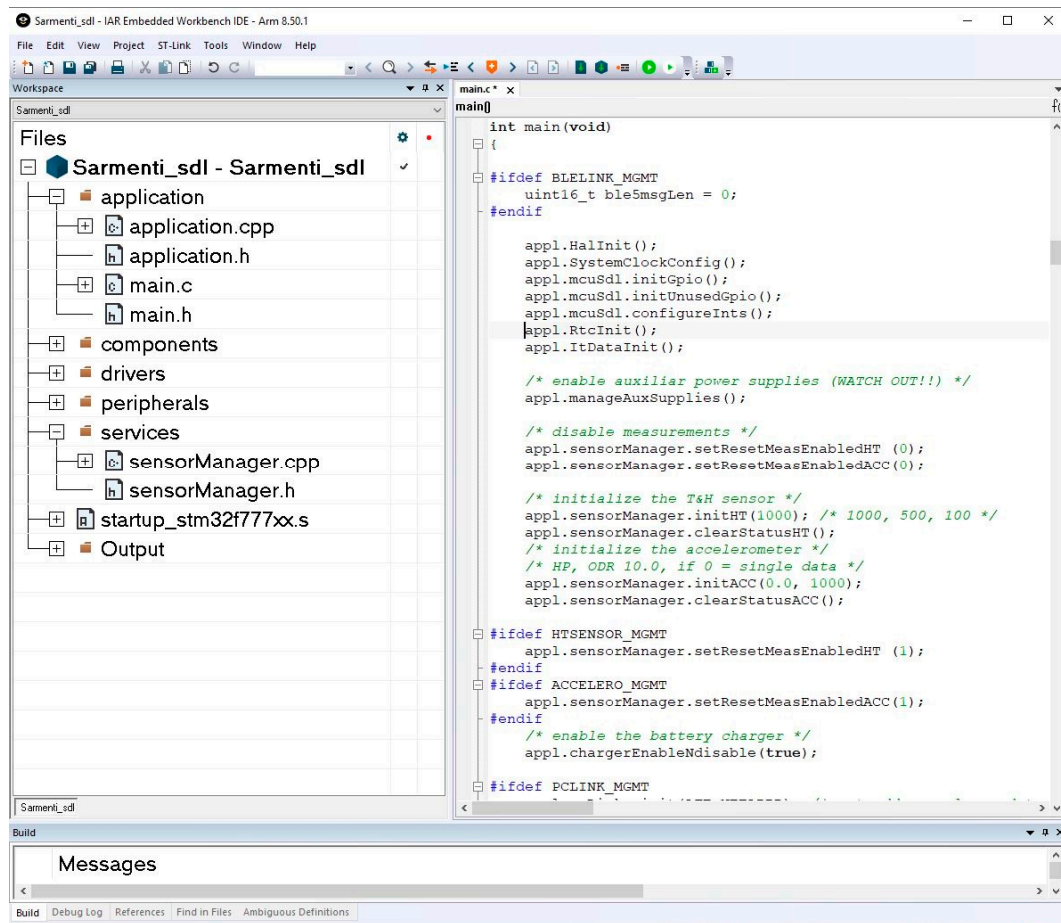 Sarmenti_sdl - IAR Embedded Workbench IDE - Arm 8.50.1
File Edit View Project ST-Link Tools Window Help
Workspace
Sarmenti_sdl
Files
Sarmenti_sdl - Sarmenti_sdl
application
application.cpp
application.h
main.c
main.h
components
drivers
peripherals
services
sensorManager.cpp
sensorManager.h
startup_stm32f777xx.s
Output
Sarmenti_sdl
main.c *
main()
int main(void)
{
#ifdef BLELINK_MGMT
uint16_t ble5msgLen = 0;
#endif
appl.HalInit();
appl.SystemClockConfig();
appl.mcuSdl.initGpio();
appl.mcuSdl.initUnusedGpio();
appl.mcuSdl.configureInts();
appl.RtcInit();
appl.ItDataInit();
/* enable auxiliar power supplies (WATCH OUT!!) */
appl.manageAuxSupplies();
/* disable measurements */
appl.sensorManager.setResetMeasEnabledHT (0);
appl.sensorManager.setResetMeasEnabledACC(0);
/* initialize the T&H sensor */
appl.sensorManager.initHT(1000); /* 1000, 500, 100 */
appl.sensorManager.clearStatusHT();
/* initialize the accelerometer */
/* HP, ODR 10.0, if 0 = single data */
appl.sensorManager.initACC(0.0, 1000);
appl.sensorManager.clearStatusACC();
#ifdef HTSENSOR_MGMT
appl.sensorManager.setResetMeasEnabledHT (1);
#endif
#ifdef ACCELERO_MGMT
appl.sensorManager.setResetMeasEnabledACC(1);
#endif
/* enable the battery charger */
appl.chargerEnableNdisable(true);
#ifdef PCLINK_MGMT
Build
Messages
Build Debug Log References Find in Files Ambiguous Definitions